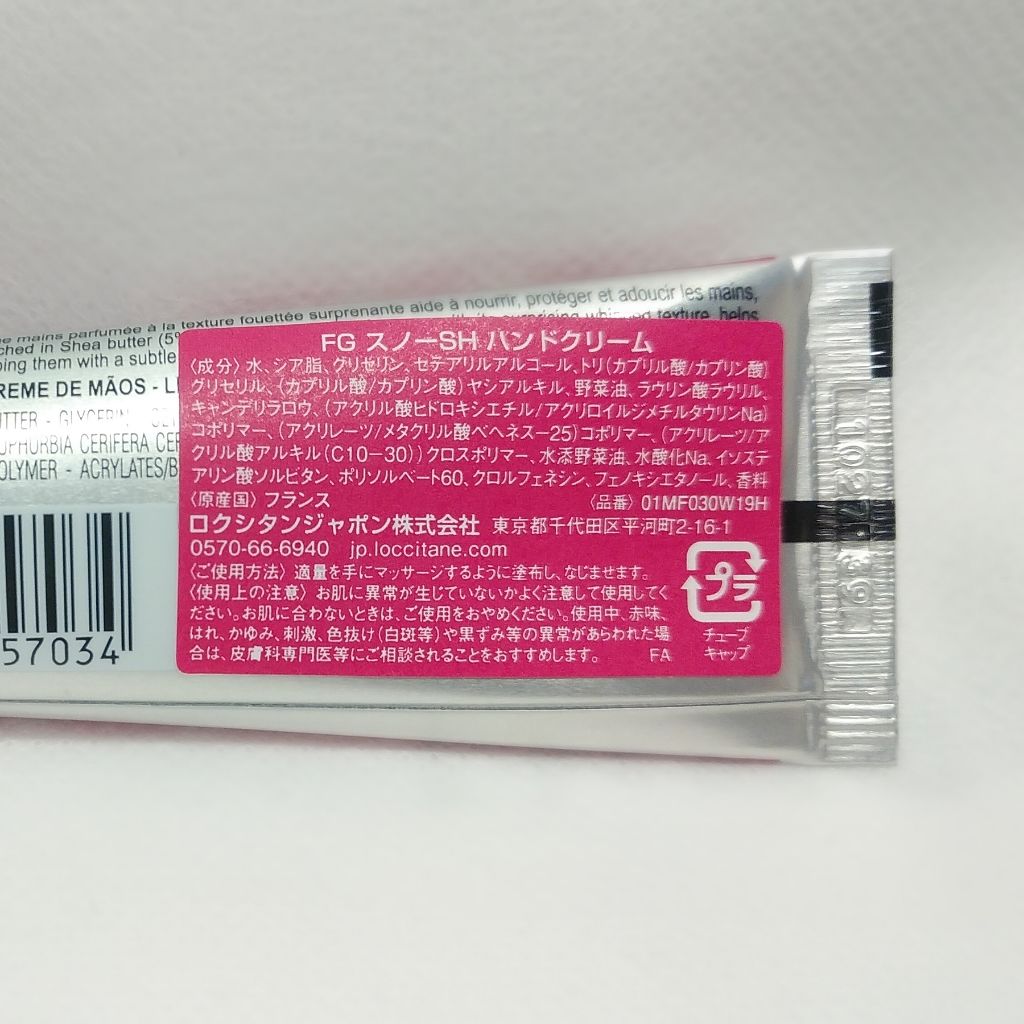 mains parfumée à la texture fouettée surprenante aide à nourrir, protéger et adoucir les mains,
ched in Shea butter (5% surprising whipped texture, helps
ping them with a subtle
REME DE MÃOS - L
TTER - GLYCERIN
UPHORBIA CERIFERA CER
OLYMER - ACRYLATES/B
57034
FG スノーSH ハンドクリーム
〈成分〉水、シア脂、グリセリン、セテアリルアルコール、トリ(カプリル酸/カプリン酸)
グリセリル、(カプリル酸/カプリン酸)ヤシアルキル、野菜油、ラウリン酸ラウリル、
キャンデリラロウ、(アクリル酸ヒドロキシエチル/アクリロイルジメチルタウリンNa)
コポリマー、(アクリレーツ/メタクリル酸ベヘネス-25)コポリマー、(アクリレーツ/ア
クリル酸アルキル(C10-30))クロスポリマー、水添野菜油、水酸化Na、イソステ
アリン酸ソルビタン、ポリソルベート60、クロルフェネシン、フェノキシエタノール、香料
〈原産国〉フランス 〈品番〉01MF030W19H
ロクシタンジャポン株式会社 東京都千代田区平河町2-16-1
0570-66-6940 jp.loccitane.com
〈ご使用方法〉適量を手にマッサージするように塗布し、なじませます。
〈使用上の注意〉お肌に異常が生じていないかよく注意して使用してく
ださい。お肌に合わないときは、ご使用をおやめください。使用中、赤味、
はれ、かゆみ、刺激、色抜け(白斑等)や黒ずみ等の異常があらわれた場
合は、皮膚科専門医等にご相談されることをおすすめします。 FA
プラ
チューブ
キャップ